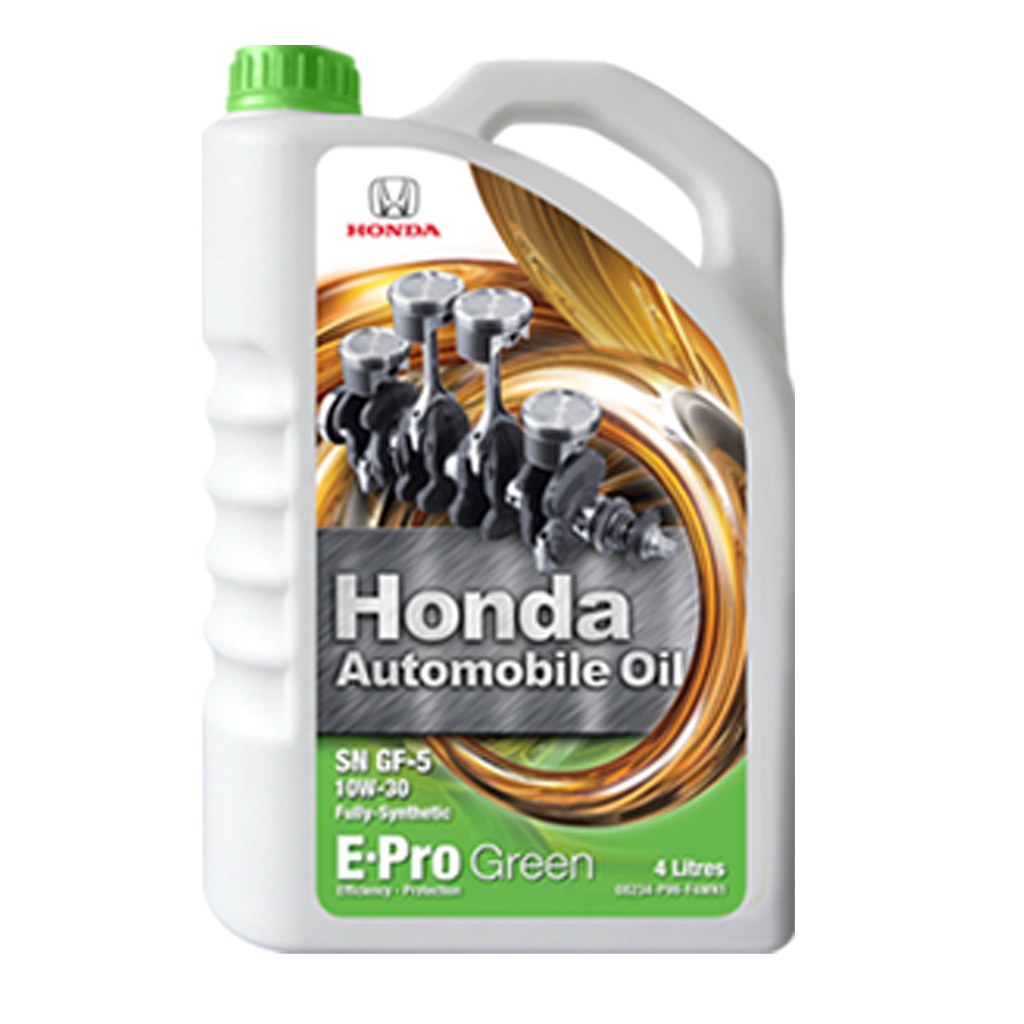 HONDA
Honda
Automobile Oil
SN GF-5
10W-30
Fully-Synthetic
E·Pro Green
Efficiency · Protection
4 Litres